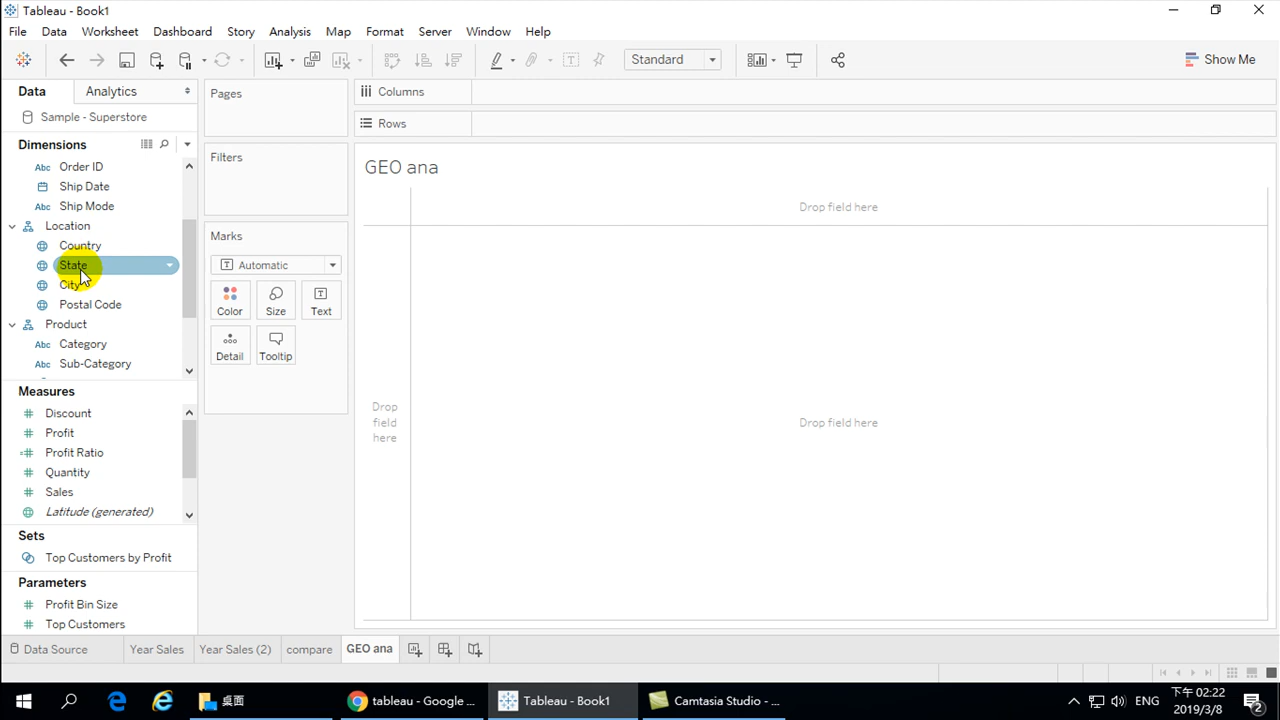 Tableau - Book1
File Data Worksheet Dashboard Story Analysis Map Format Server Window Help
Standard
Show Me
Data Analytics
Sample - Superstore
Dimensions
Abc Order ID
Ship Date
Abc Ship Mode
Location
Country
State
City
Postal Code
Product
Abc Category
Abc Sub-Category
Measures
Discount
Profit
Profit Ratio
Quantity
Sales
Latitude (generated)
Sets
Top Customers by Profit
Parameters
Profit Bin Size
Top Customers
Pages
Filters
Marks
Automatic
Color Size Text
Detail Tooltip
Columns
Rows
GEO ana
Drop field here
Drop
field
here
Drop field here
Data Source Year Sales Year Sales (2) compare GEO ana
桌面
tableau - Google ...
Tableau - Book1
Camtasia Studio - ...
ENG
下午 02:22
2019/3/8
2